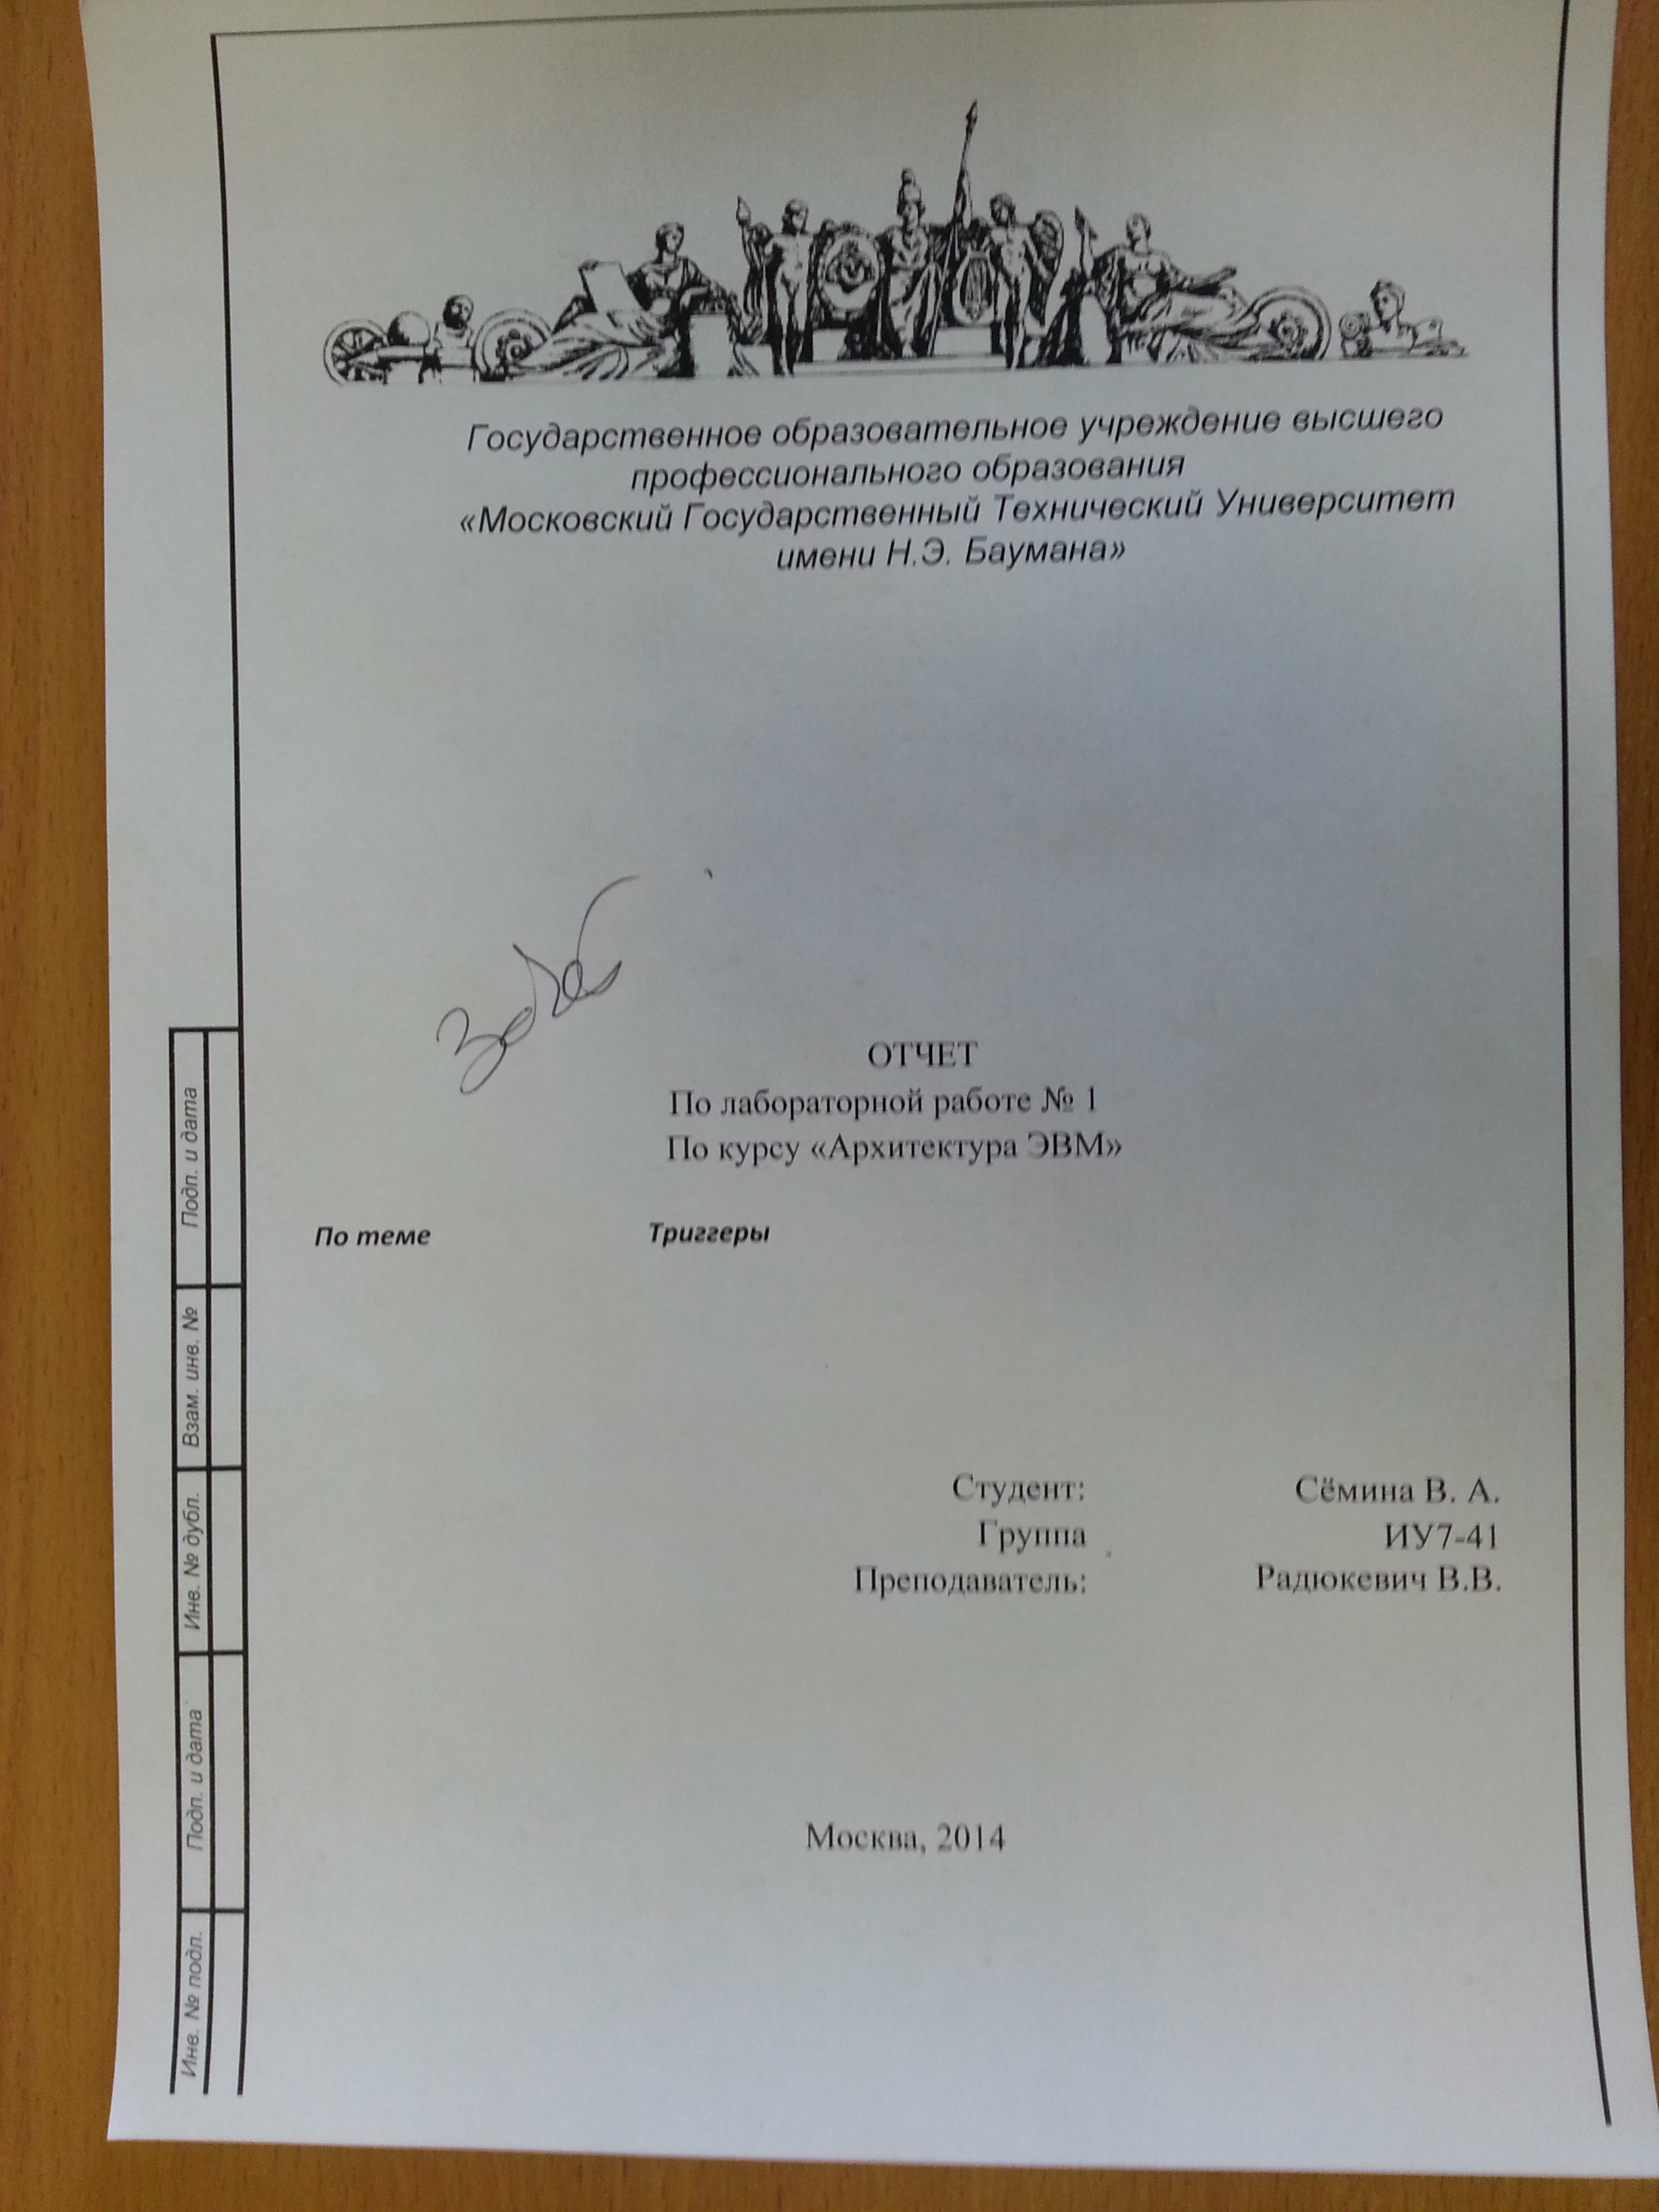 Государственное образовательное учреждение высшего
профессионального образования
«Московский Государственный Технический Университет
имени Н.Э. Баумана»
ОТЧЕТ
По лабораторной работе № 1
По курсу «Архитектура ЭВМ»
По теме Триггеры
Студент: Сёмина В. А.
Группа ИУ7-41
Преподаватель: Радюкевич В.В.
Москва, 2014
Подп. и дата
Взам. инв. №
Инв. № дубл.
Подп. и дата
Инв. № подл.